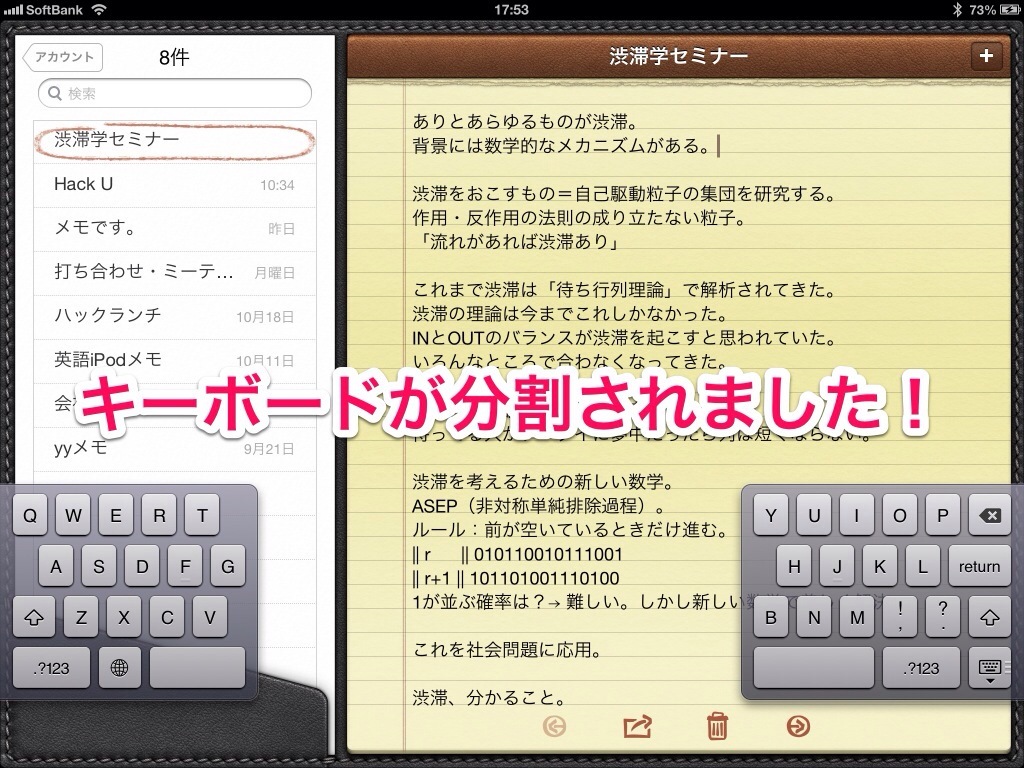 SoftBank 17:53 73%
アカウント
8件
検索
渋滞学セミナー
Hack U 10:34
メモです。 昨日
打ち合わせ・ミーテ… 月曜日
ハックランチ 10月18日
英語iPodメモ 10月11日
yyメモ 9月21日
渋滞学セミナー +
ありとあらゆるものが渋滞。
背景には数学的なメカニズムがある。
渋滞をおこすもの＝自己駆動粒子の集団を研究する。
作用・反作用の法則の成り立たない粒子。
「流れがあれば渋滞あり」
これまで渋滞は「待ち行列理論」で解析されてきた。
渋滞の理論は今までこれしかなかった。
INとOUTのバランスが渋滞を起こすと思われていた。
いろんなところで合わなくなってきた。
キーボードが分割されました！
渋滞を考えるための新しい数学。
ASEP（非対称単純排除過程）。
ルール：前が空いているときだけ進む。
|| r || 010110010111001
|| r+1 || 101101001110100
1が並ぶ確率は？→ 難しい。しかし新しい
これを社会問題に応用。
渋滞、分かること。
Q W E R T
A S D F G
Z X C V
.?123
Y U I O P
H J K L return
B N M ! , ? .
.?123